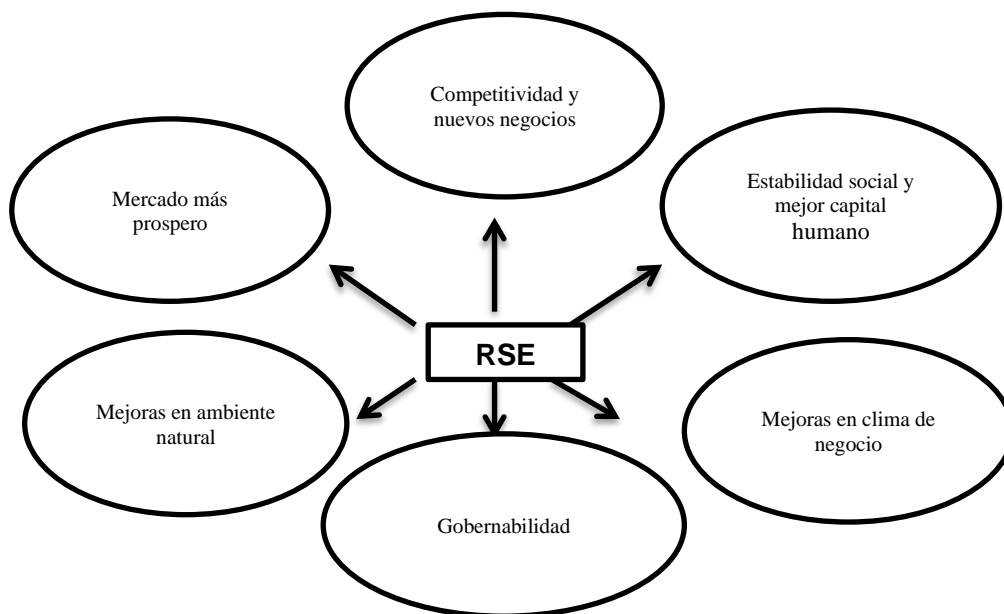 Competitividad y
nuevos negocios
Mercado más
prospero
Estabilidad social y
mejor capital
humano
RSE
Mejoras en ambiente
natural
Mejoras en clima de
negocio
Gobernabilidad